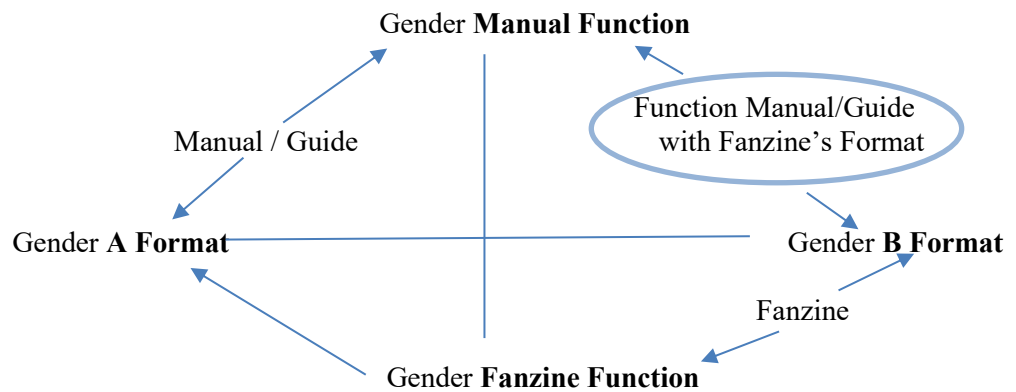 Gender Manual Function
Function Manual/Guide
with Fanzine’s Format
Manual / Guide
Gender A Format
Gender B Format
Fanzine
Gender Fanzine Function